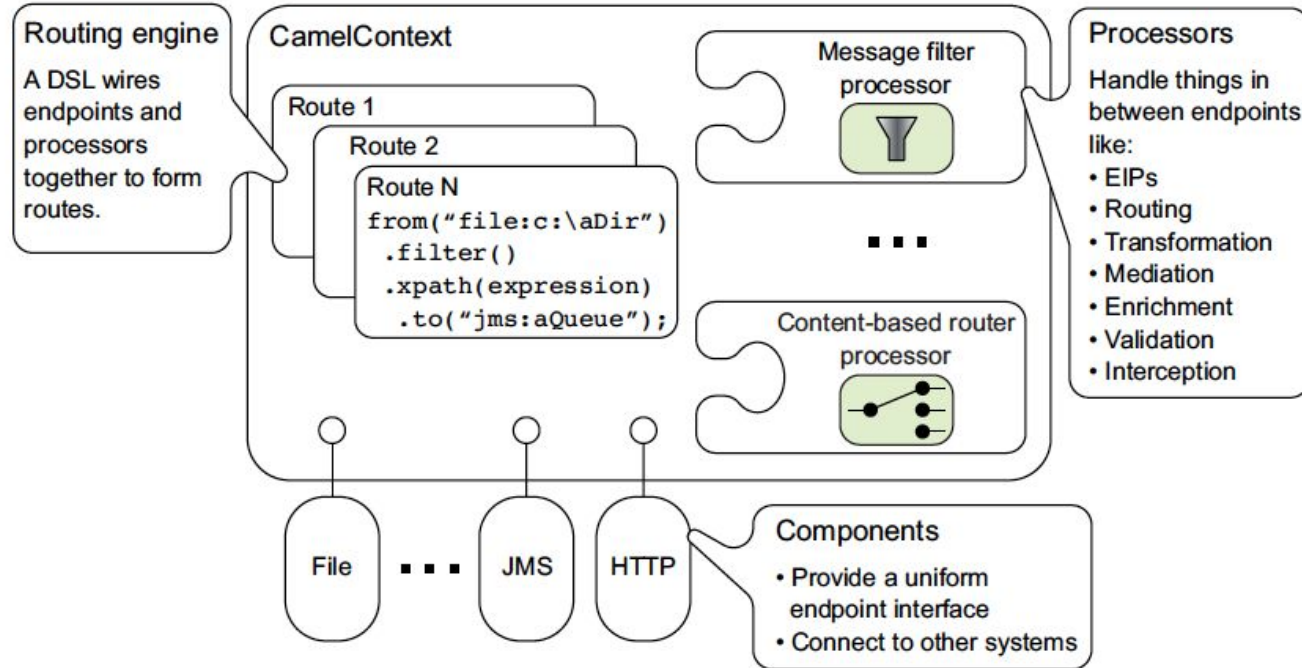 Routing engine
A DSL wires
endpoints and
processors
together to form
routes.
CamelContext
Route 1
Route 2
Route N
from(“file:c:\aDir”)
.filter()
.xpath(expression)
.to(“jms:aQueue”);
Message filter
processor
Content-based router
processor
Processors
Handle things in
between endpoints
like:
• EIPs
• Routing
• Transformation
• Mediation
• Enrichment
• Validation
• Interception
File
JMS
HTTP
Components
• Provide a uniform
endpoint interface
• Connect to other systems